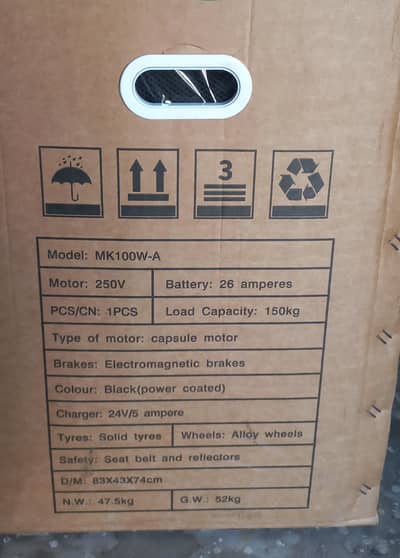 3
Model: MK100W-A
Motor: 250V Battery: 26 amperes
PCS/CN: 1PCS Load Capacity: 150kg
Type of motor: capsule motor
Brakes: Electromagnetic brakes
Colour: Black(power coated)
Charger: 24V/5 ampere
Tyres: Solid tyres Wheels: Alloy wheels
Safety: Seat belt and reflectors
D/M: 83X43X74cm
N.W.: 47.5kg G.W.: 52kg